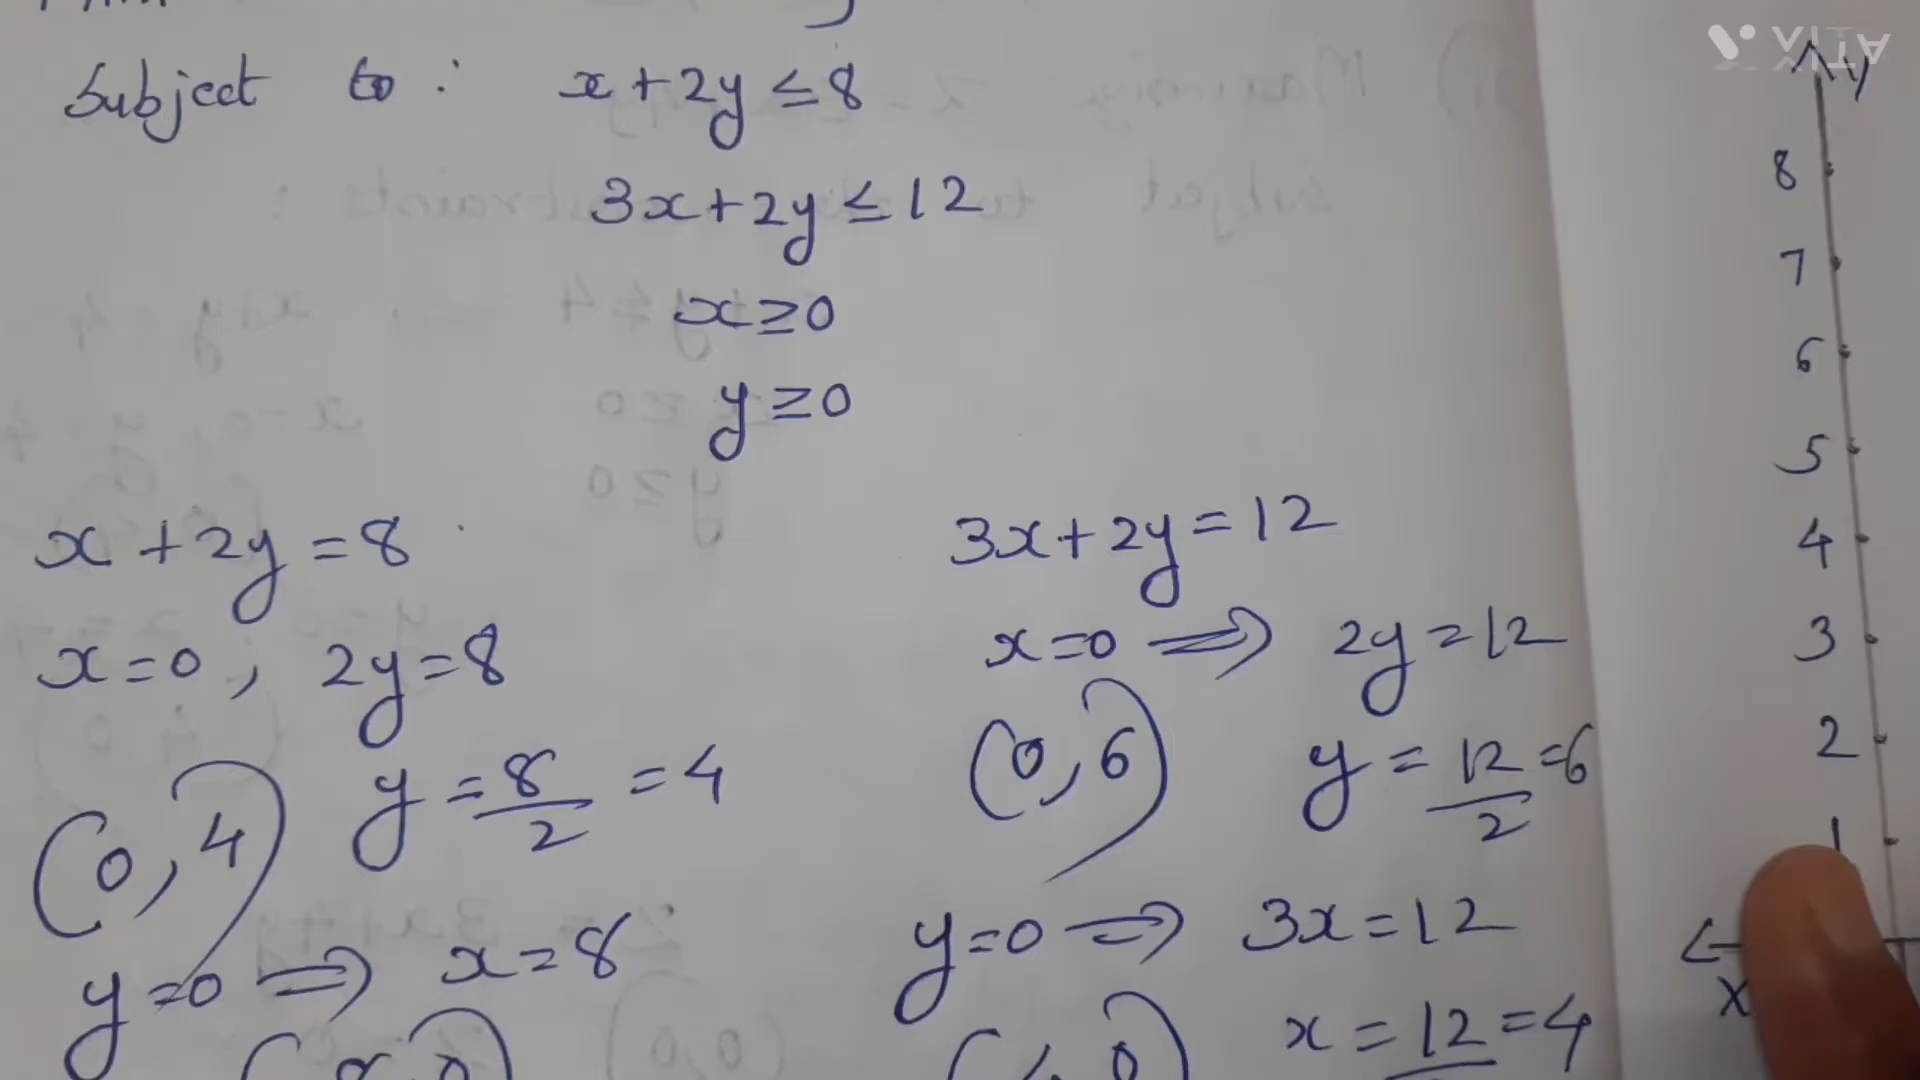 Subject to : x + 2y ≤ 8
3x + 2y ≤ 12
x ≥ 0
y ≥ 0
x + 2y = 8
x = 0, 2y = 8
y = 8/2 = 4
(0, 4)
y = 0 ⟹ x = 8
3x + 2y = 12
x = 0 ⟹ 2y = 12
(0, 6) y = 12/2 = 6
y = 0 ⟹ 3x = 12
x = 12 = 4
y
8
7
6
5
4
3
2
1
X
VITA